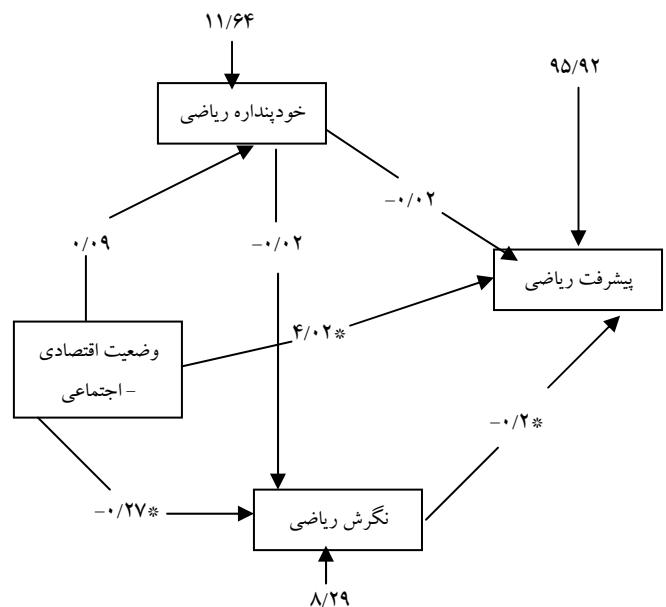 ۱۱/۶۴
۹۵/۹۲
خودپنداره ریاضی
-۰/۰۲
۰/۰۹
-۰/۰۲
پیشرفت ریاضی
۴/۰۲*
وضعیت اقتصادی
- اجتماعی
-۰/۲*
-۰/۲۷*
نگرش ریاضی
۸/۲۹